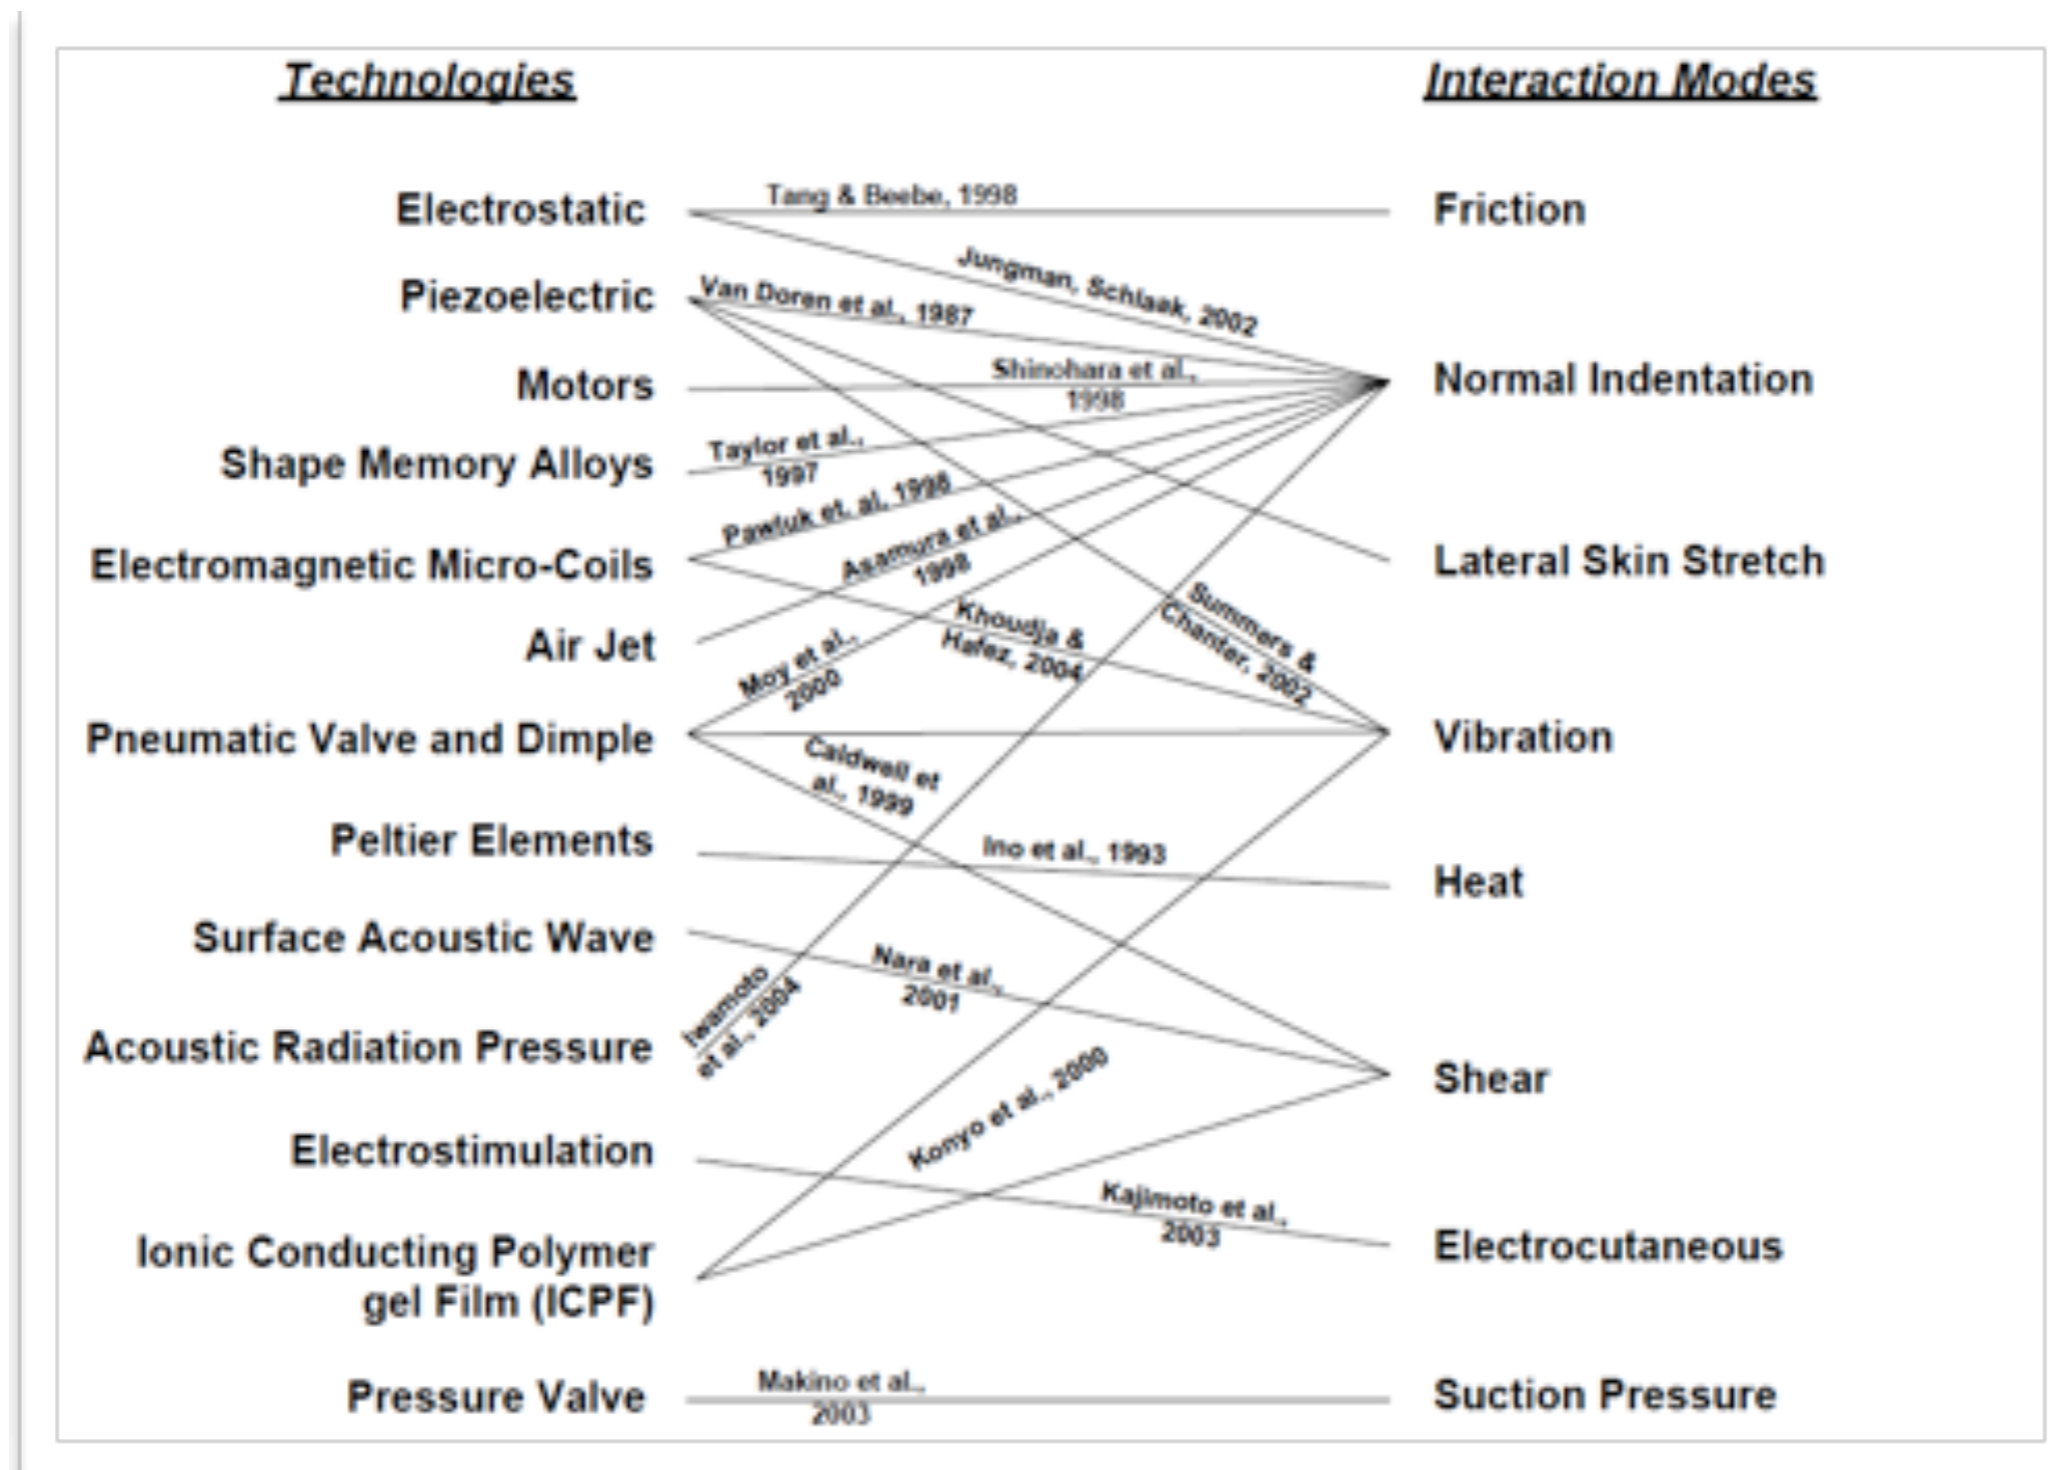 Technologies
Interaction Modes
Electrostatic
Tang & Beebe, 1998
Friction
Jungman, Schlaak, 2002
Piezoelectric
Van Doren et al., 1987
Motors
Shinohara et al.,
1998
Normal Indentation
Shape Memory Alloys
Taylor et al.,
1997
Pawluk et. al, 1998
Electromagnetic Micro-Coils
Asamura et al.,
1998
Lateral Skin Stretch
Khoudja &
Hafez, 2004
Summers &
Chanter, 2002
Air Jet
Moy et al.,
2000
Pneumatic Valve and Dimple
Caldwell et
al., 1999
Vibration
Peltier Elements
Ino et al., 1993
Heat
Surface Acoustic Wave
Nara et al.,
2001
Acoustic Radiation Pressure
Iwamoto
et al., 2004
Shear
Konyo et al., 2000
Electrostimulation
Kajimoto et al.,
2003
Electrocutaneous
Ionic Conducting Polymer
gel Film (ICPF)
Pressure Valve
Makino et al.,
2003
Suction Pressure